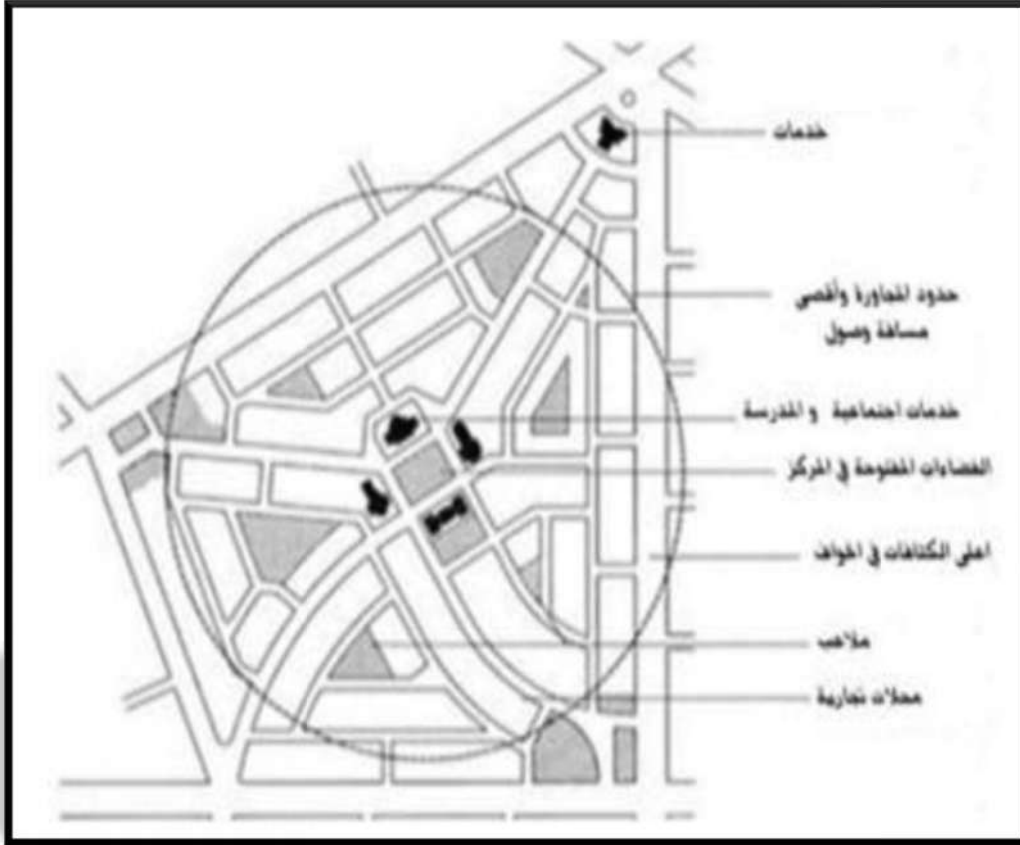 خدمات
حدود المجاورة وأقصى
مسافة وصول
خدمات اجتماعية و المدرسة
الفضاءات المفتوحة في المركز
اعلى الكثافات في الحواف
ملاعب
محلات تجارية